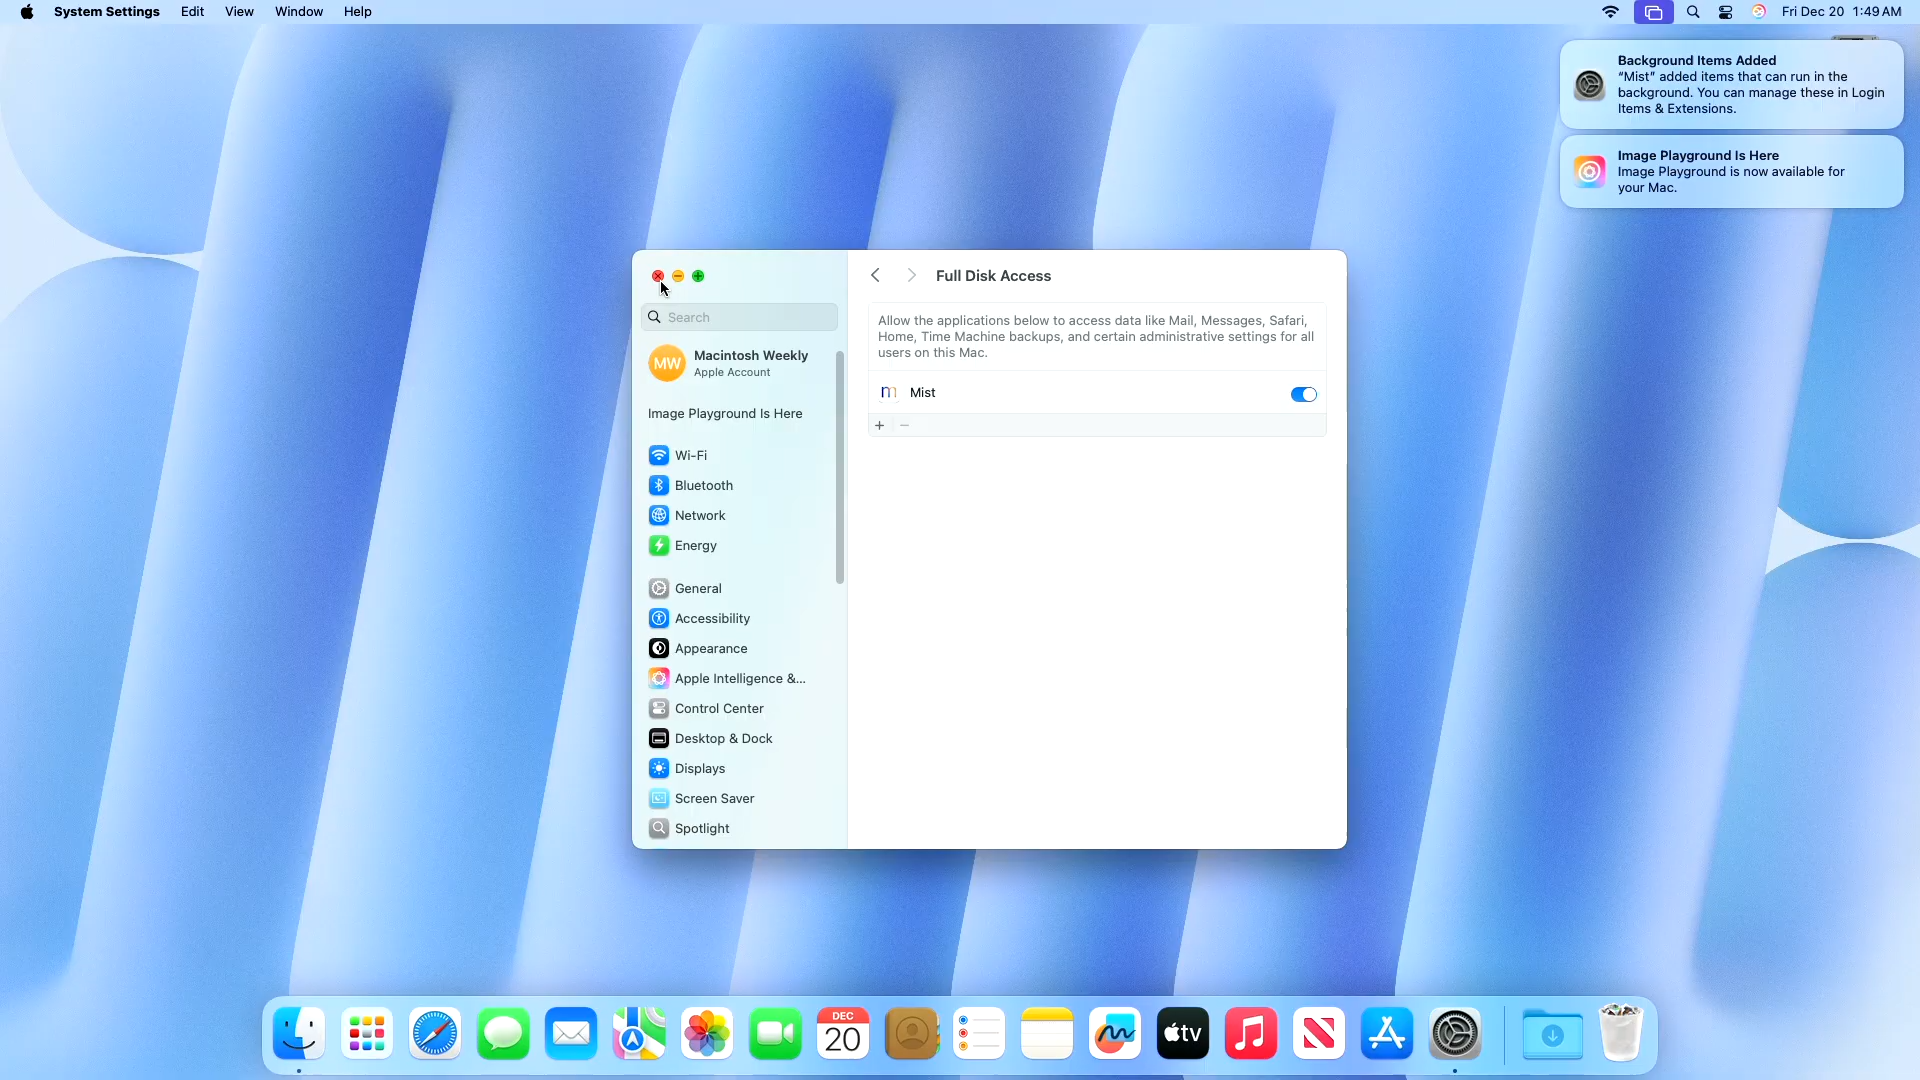 System Settings Edit View Window Help
Fri Dec 20 1:49 AM
Background Items Added
“Mist” added items that can run in the
background. You can manage these in Login
Items & Extensions.
Image Playground Is Here
Image Playground is now available for
your Mac.
Search
MW
Macintosh Weekly
Apple Account
Image Playground Is Here
Wi-Fi
Bluetooth
Network
Energy
General
Accessibility
Appearance
Apple Intelligence &...
Control Center
Desktop & Dock
Displays
Screen Saver
Spotlight
Full Disk Access
Allow the applications below to access data like Mail, Messages, Safari,
Home, Time Machine backups, and certain administrative settings for all
users on this Mac.
Mist
DEC
20
tv